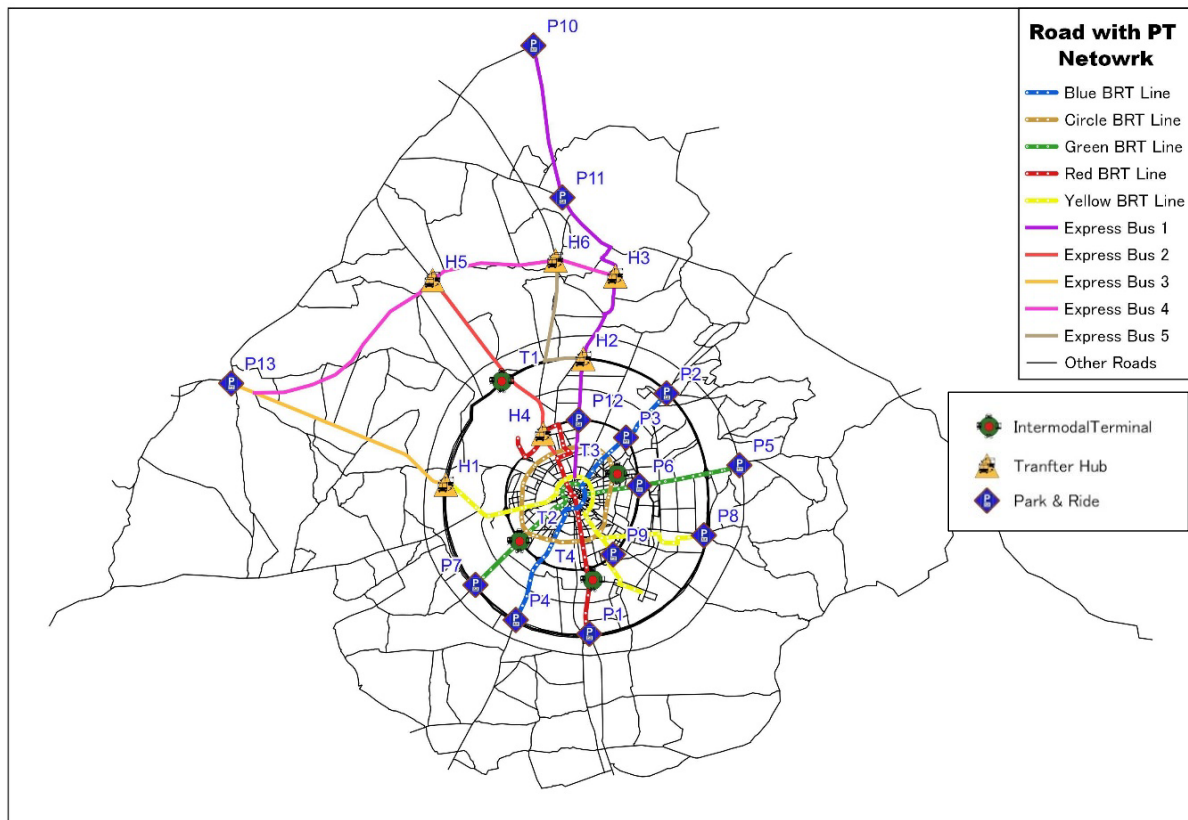 P10
P11
H6
H3
H5
P13
T1
H2
P2
P12
H4
P3
T3
P5
P6
H1
T2
P8
P9
T4
P7
P4
P1
Road with PT
Netowrk
Blue BRT Line
Circle BRT Line
Green BRT Line
Red BRT Line
Yellow BRT Line
Express Bus 1
Express Bus 2
Express Bus 3
Express Bus 4
Express Bus 5
Other Roads
IntermodalTerminal
Tranfter Hub
Park & Ride